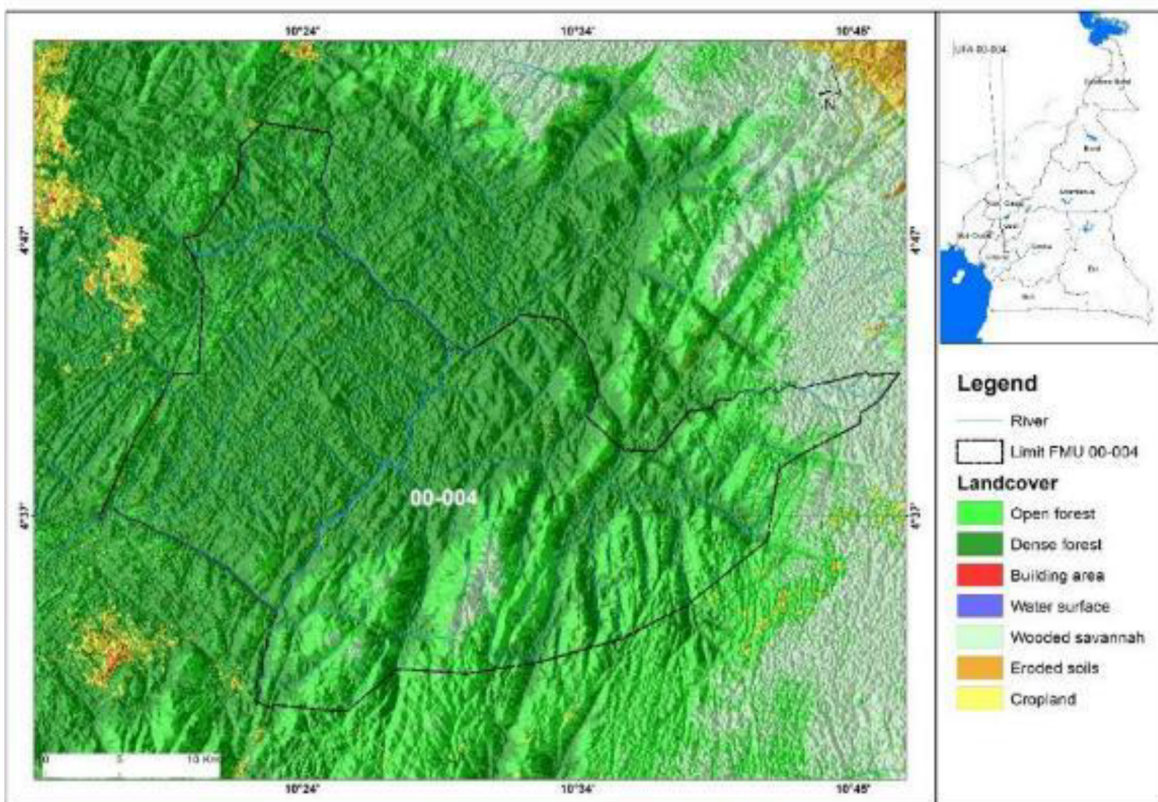 10°24" 10°34" 10°45"
4°47"
4°47"
4°37"
4°37"
00-004
N
0 5 10 KM
10°24" 10°34" 10°45"
UFA 00-004
Nord
Est
Legend
River
Limit FMU 00-004
Landcover
Open forest
Dense forest
Building area
Water surface
Wooded savannah
Eroded soils
Cropland